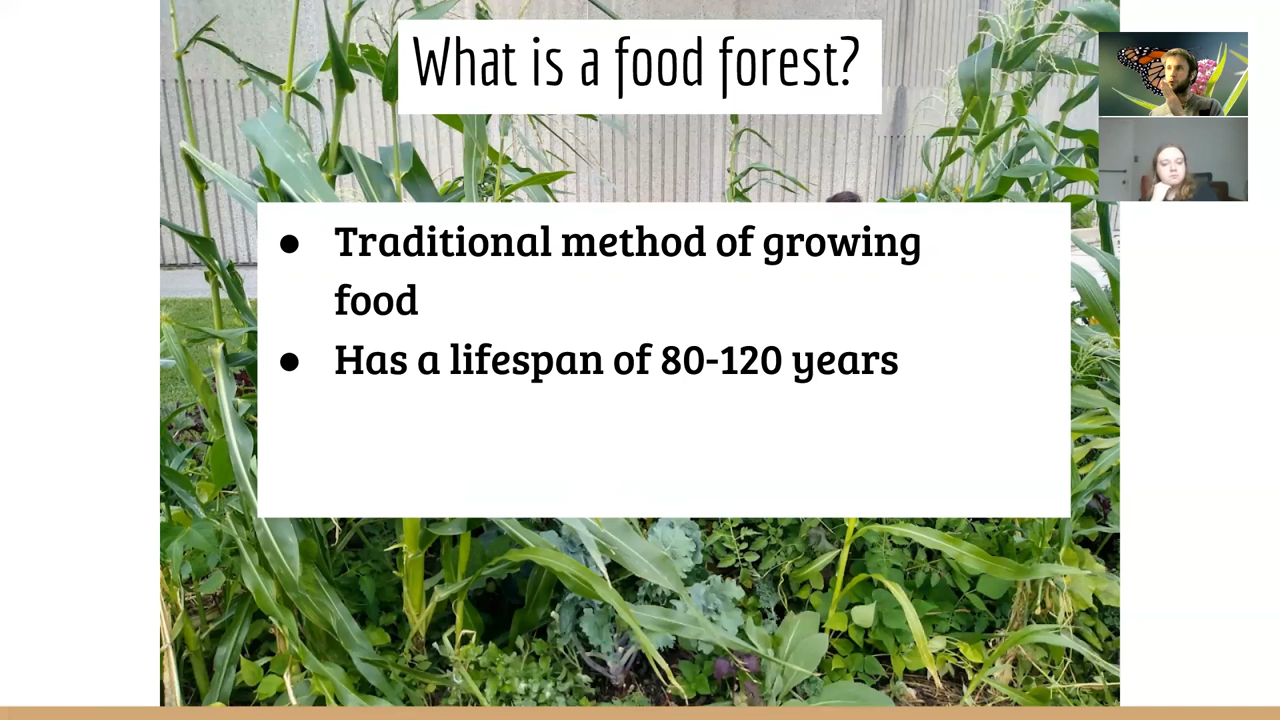 What is a food forest?
● Traditional method of growing
food
● Has a lifespan of 80-120 years